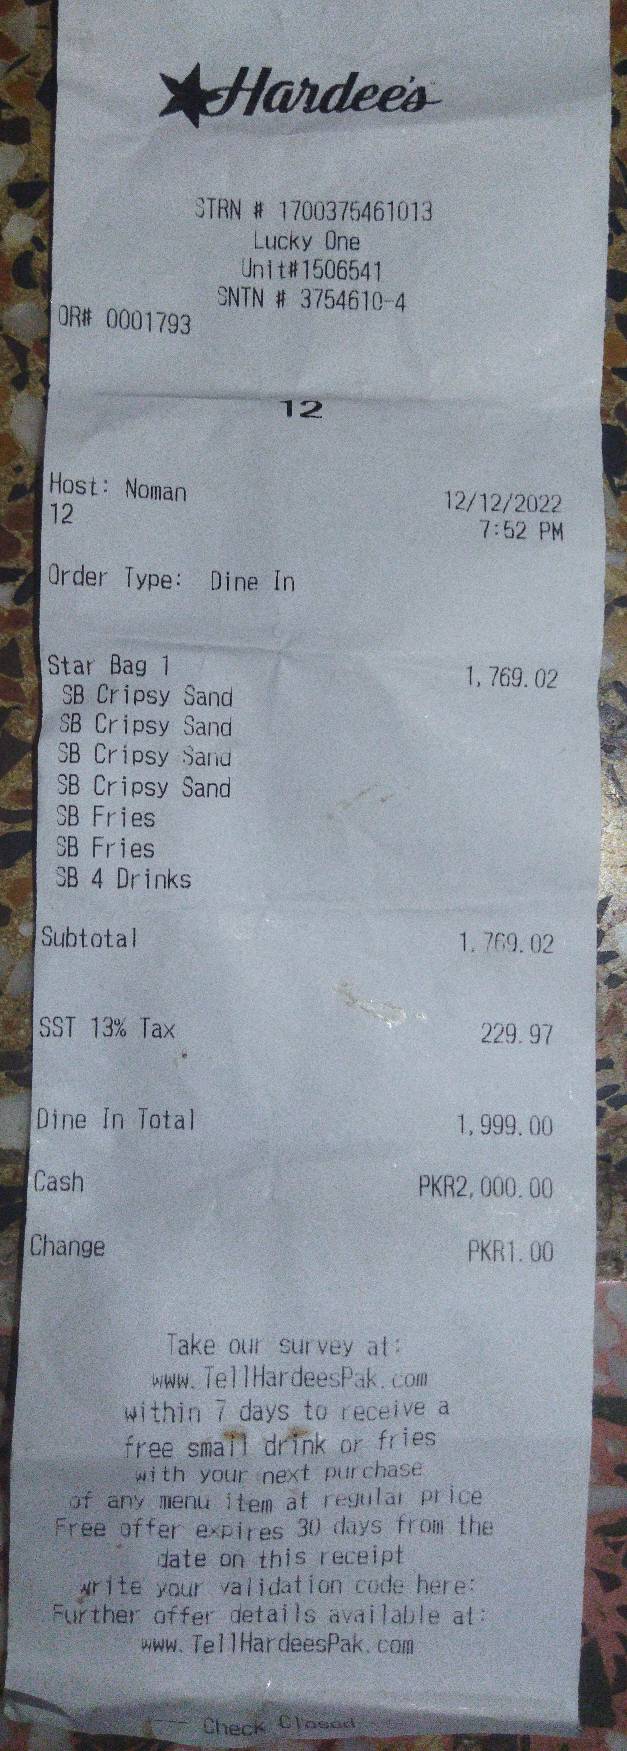 Hardee's
STRN # 1700375461013
Lucky One
Unit#1506541
SNTN # 3754610-4
OR# 0001793
12
Host: Noman
12
12/12/2022
7:52 PM
Order Type: Dine In
Star Bag 1 1,769.02
SB Cripsy Sand
SB Cripsy Sand
SB Cripsy Sand
SB Cripsy Sand
SB Fries
SB Fries
SB 4 Drinks
Subtotal 1.769.02
SST 13% Tax 229.97
Dine In Total 1,999.00
Cash PKR2,000.00
Change PKR1.00
Take our survey at:
www.TellHardeesPak.com
within 7 days to receive a
free small drink or fries
with your next purchase
of any menu item at regular price
Free offer expires 30 days from the
date on this receipt
write your validation code here:
Further offer details available at:
www.TellHardeesPak.com
Check Closed